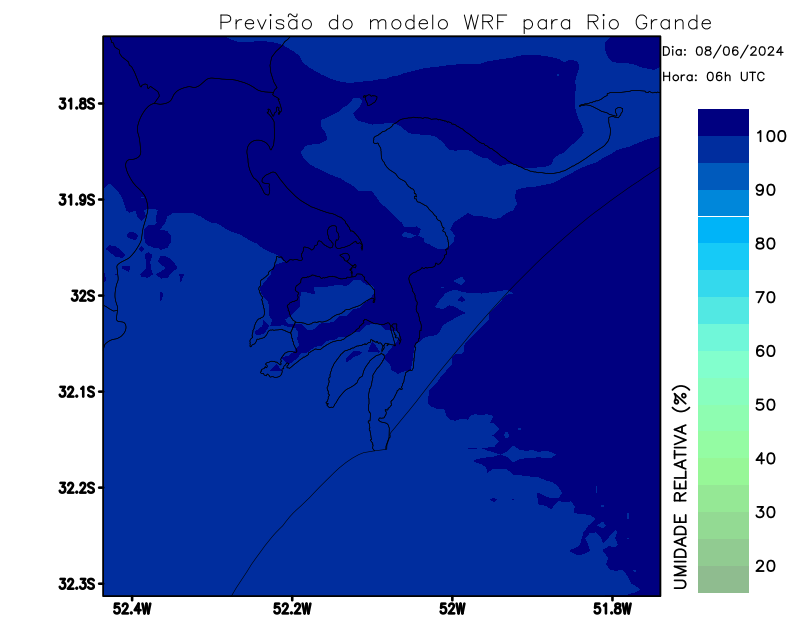 Previsão do modelo WRF para Rio Grande
Dia: 08/06/2024
Hora: 06h UTC
31.8S
31.9S
32S
32.1S
32.2S
32.3S
52.4W
52.2W
52W
51.8W
100
90
80
70
60
50
40
30
20
UMIDADE RELATIVA (%)